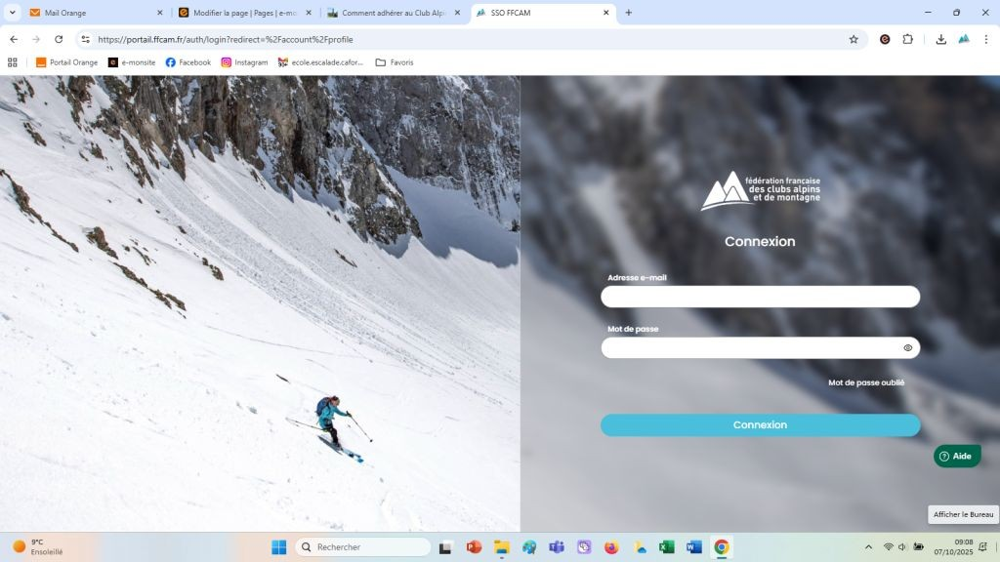 Mail Orange
Modifier la page | Pages | e-mo
Comment adhérer au Club Alpi
SSO FFCAM
https://portail.ffcam.fr/auth/login?redirect=%2Faccount%2Fprofile
Portail Orange
e-monsite
Facebook
Instagram
ecole.escalade.cafor...
Favoris
fédération française
des clubs alpins
et de montagne
Connexion
Adresse e-mail
Mot de passe
Mot de passe oublié
Connexion
Aide
Afficher le Bureau
9°C
Ensoleillé
Rechercher
09:08
07/10/2025